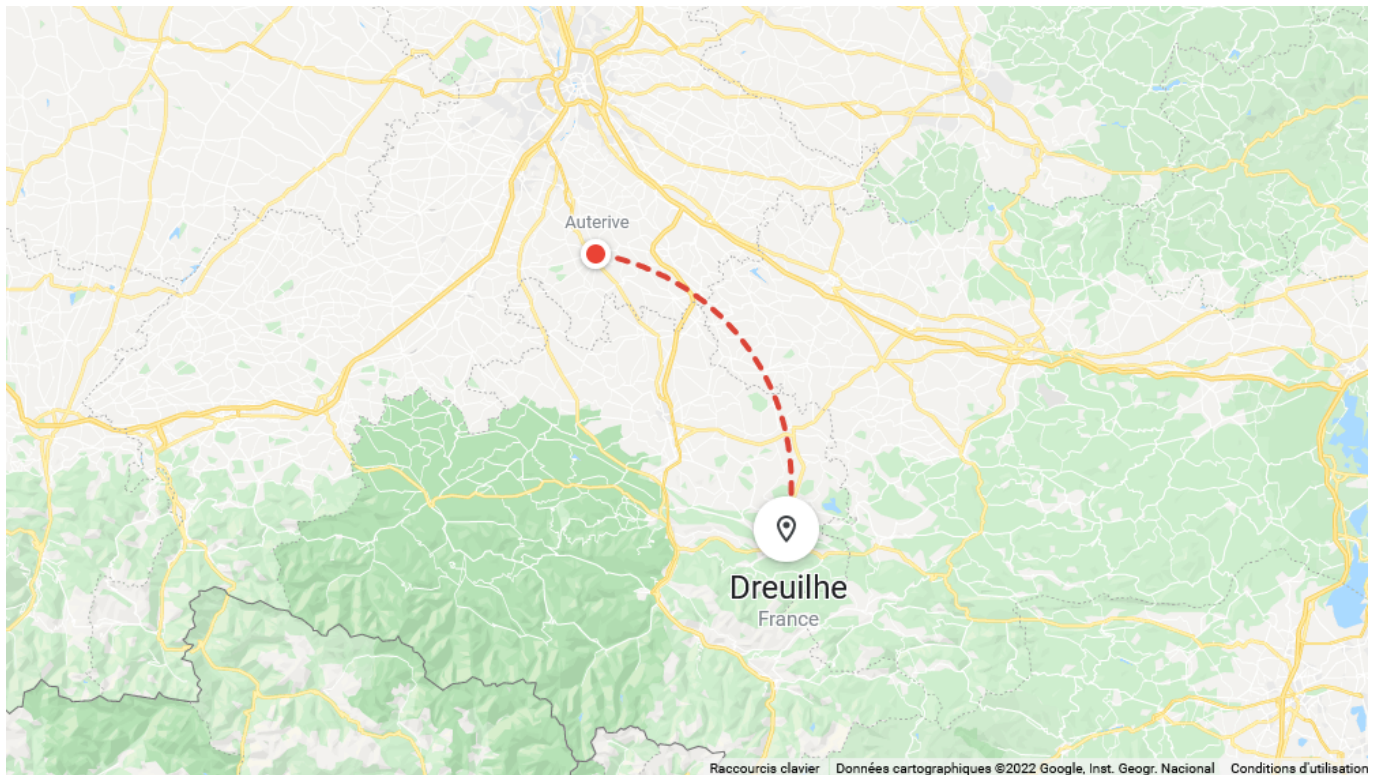 Auterive
Dreuilhe
France
Raccourcis clavier Données cartographiques ©2022 Google, Inst. Geogr. Nacional Conditions d'utilisation